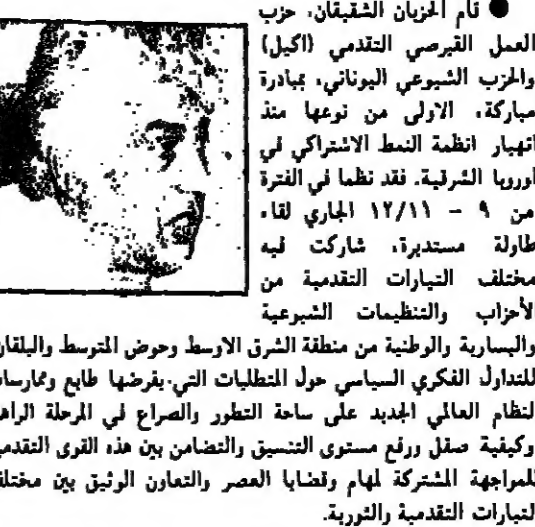 ● قام الحزبان الشقيقان، حزب
العمل القبرصي التقدمي (اكيل)
والحزب الشيوعي اليوناني، بمبادرة
مباركة، الاولى من نوعها منذ
انهيار انظمة النمط الاشتراكي في
اوروبا الشرقية. فقد نظما في الفترة
من ٩ – ١٢/١١ الجاري لقاء
طاولة مستديرة، شاركت فيه
مختلف التيارات التقدمية من
الأحزاب والتنظيمات الشيوعية
واليسارية والوطنية من منطقة الشرق الاوسط وحوض المتوسط والبلقان
للتداول الفكري السياسي حول المتطلبات التي يفرضها طابع وممارسات
لنظام العالمي الجديد على ساحة التطور والصراع في المرحلة الراهـ
وكيفية صقل ورفع مستوى التنسيق والتضامن بين هذه القوى التقدمـ
للمواجهة المشتركة لمهام وقضايا العصر والتعاون الوثيق بين مختلف
لتيارات التقدمية والثورية.